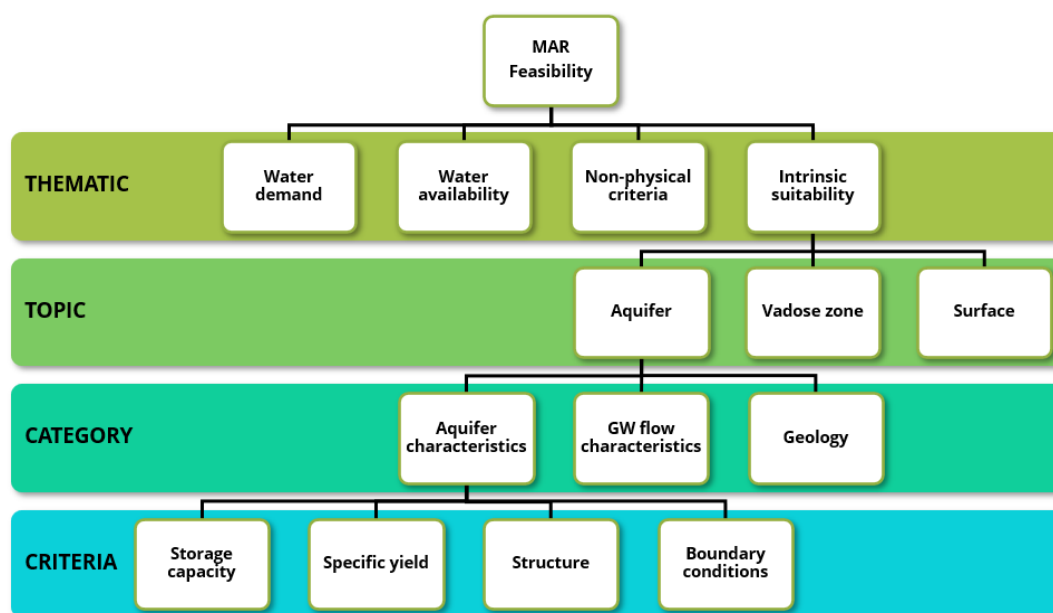 MAR
Feasibility
THEMATIC
Water
demand
Water
availability
Non-physical
criteria
Intrinsic
suitability
TOPIC
Aquifer
Vadose zone
Surface
CATEGORY
Aquifer
characteristics
GW flow
characteristics
Geology
CRITERIA
Storage
capacity
Specific yield
Structure
Boundary
conditions